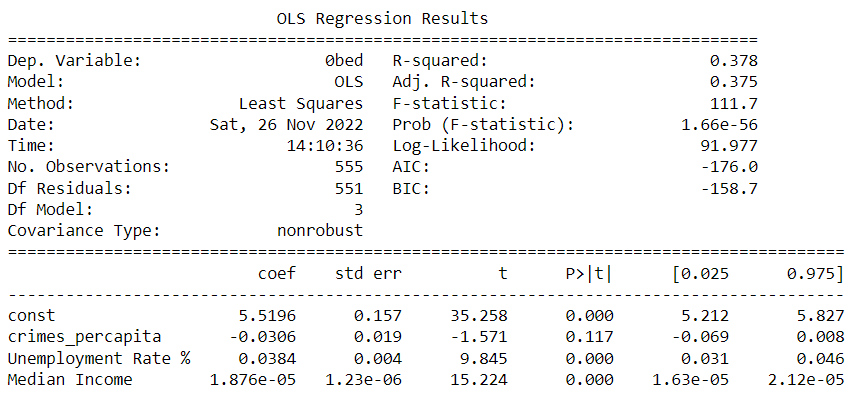 OLS Regression Results
==============================================================================
Dep. Variable: 0bed R-squared: 0.378
Model: OLS Adj. R-squared: 0.375
Method: Least Squares F-statistic: 111.7
Date: Sat, 26 Nov 2022 Prob (F-statistic): 1.66e-56
Time: 14:10:36 Log-Likelihood: 91.977
No. Observations: 555 AIC: -176.0
Df Residuals: 551 BIC: -158.7
Df Model: 3
Covariance Type: nonrobust
=======================================================================================
coef std err t P>|t| [0.025 0.975]
---------------------------------------------------------------------------------------
const 5.5196 0.157 35.258 0.000 5.212 5.827
crimes_percapita -0.0306 0.019 -1.571 0.117 -0.069 0.008
Unemployment Rate % 0.0384 0.004 9.845 0.000 0.031 0.046
Median Income 1.876e-05 1.23e-06 15.224 0.000 1.63e-05 2.12e-05